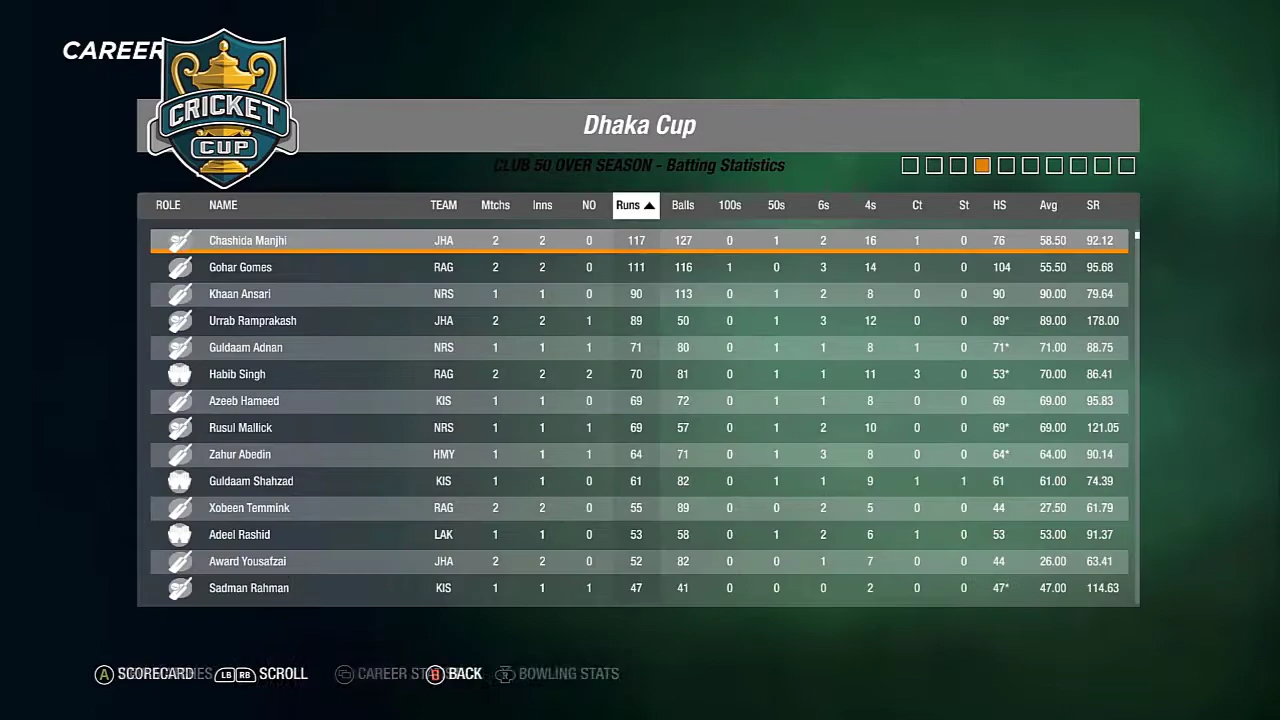 CAREER
CRICKET
CUP
Dhaka Cup
CLUB 50 OVER SEASON - Batting Statistics
ROLE NAME TEAM Mtchs Inns NO Runs Balls 100s 50s 6s 4s Ct St HS Avg SR
Chashida Manjhi JHA 2 2 0 117 127 0 1 2 16 1 0 76 58.50 92.12
Gohar Gomes RAG 2 2 0 111 116 1 0 3 14 0 0 104 55.50 95.68
Khaan Ansari NRS 1 1 0 90 113 0 1 2 8 0 0 90 90.00 79.64
Urrab Ramprakash JHA 2 2 1 89 50 0 1 3 12 0 0 89* 89.00 178.00
Guldaam Adnan NRS 1 1 1 71 80 0 1 1 8 1 0 71* 71.00 88.75
Habib Singh RAG 2 2 2 70 81 0 1 1 11 3 0 53* 70.00 86.41
Azeeb Hameed KIS 1 1 0 69 72 0 1 1 8 0 0 69 69.00 95.83
Rusul Mallick NRS 1 1 1 69 57 0 1 2 10 0 0 69* 69.00 121.05
Zahur Abedin HMY 1 1 1 64 71 0 1 3 8 0 0 64* 64.00 90.14
Guldaam Shahzad KIS 1 1 0 61 82 0 1 1 9 1 1 61 61.00 74.39
Xobeen Temmink RAG 2 2 0 55 89 0 0 2 5 0 0 44 27.50 61.79
Adeel Rashid LAK 1 1 0 53 58 0 1 2 6 1 0 53 53.00 91.37
Award Yousafzai JHA 2 2 0 52 82 0 0 1 7 0 0 44 26.00 63.41
Sadman Rahman KIS 1 1 1 47 41 0 0 0 2 0 0 47* 47.00 114.63
A SCORECARD LB RB SCROLL CAREER ST B BACK BOWLING STATS